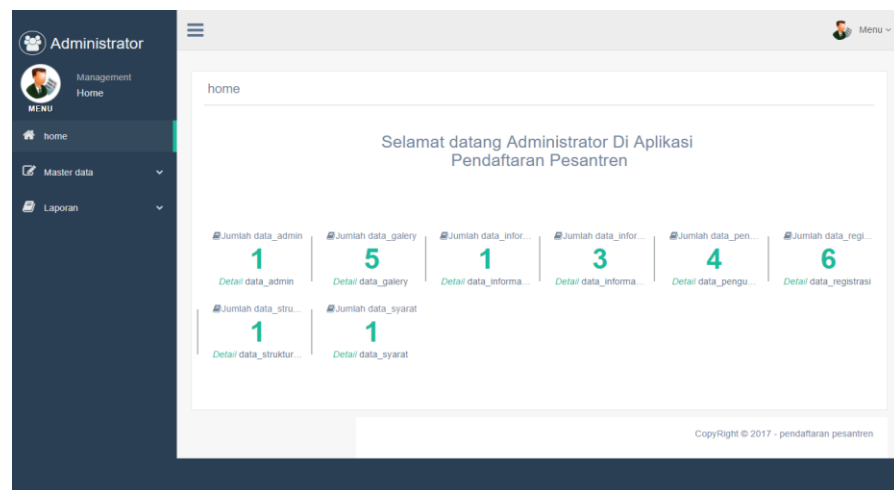 Administrator
Management
Home
MENU
home
Master data
Laporan
Menu
home
Selamat datang Administrator Di Aplikasi
Pendaftaran Pesantren
Jumlah data_admin
1
Detail data_admin
Jumlah data_galery
5
Detail data_galery
Jumlah data_infor...
1
Detail data_informa...
Jumlah data_infor...
3
Detail data_informa...
Jumlah data_pen...
4
Detail data_pengu...
Jumlah data_regi...
6
Detail data_registrasi
Jumlah data_stru...
1
Detail data_struktur...
Jumlah data_syarat
1
Detail data_syarat
CopyRight © 2017 - pendaftaran pesantren